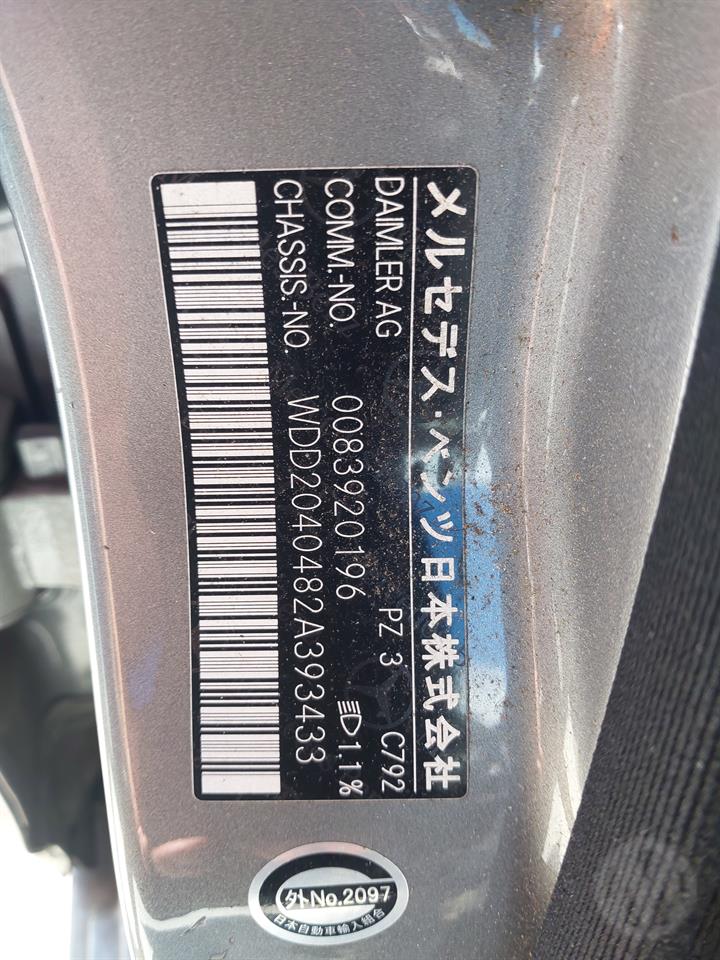 メルセデス・ベンツ日本株式会社
DAIMLER AG C792
COMM.-NO. 0083920196 PZ 3 1,1%
CHASSIS.-NO. WDD2040482A393433
外No.2097
日本自動車輸入組合